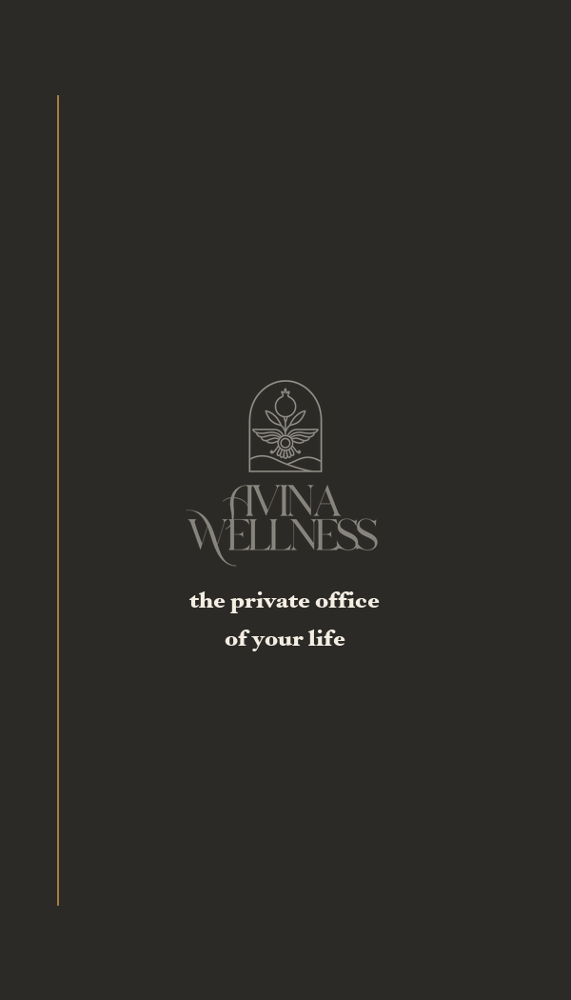 AVINA
WELLNESS
the private office
of your life